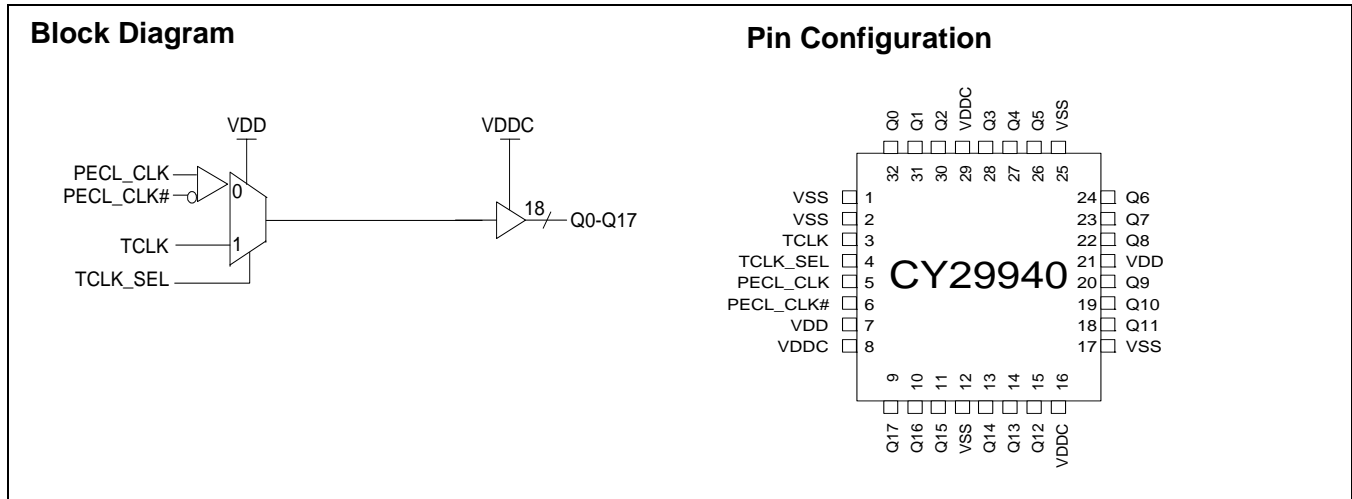 Block Diagram
VDD
VDDC
PECL_CLK
PECL_CLK#
0
18
Q0-Q17
TCLK
1
TCLK_SEL
Pin Configuration
Q0
Q1
Q2
VDDC
Q3
Q4
Q5
VSS
32
31
30
29
28
27
26
25
VSS 1
VSS 2
TCLK 3
TCLK_SEL 4
PECL_CLK 5
PECL_CLK# 6
VDD 7
VDDC 8
CY29940
24 Q6
23 Q7
22 Q8
21 VDD
20 Q9
19 Q10
18 Q11
17 VSS
9
10
11
12
13
14
15
16
Q17
Q16
Q15
VSS
Q14
Q13
Q12
VDDC